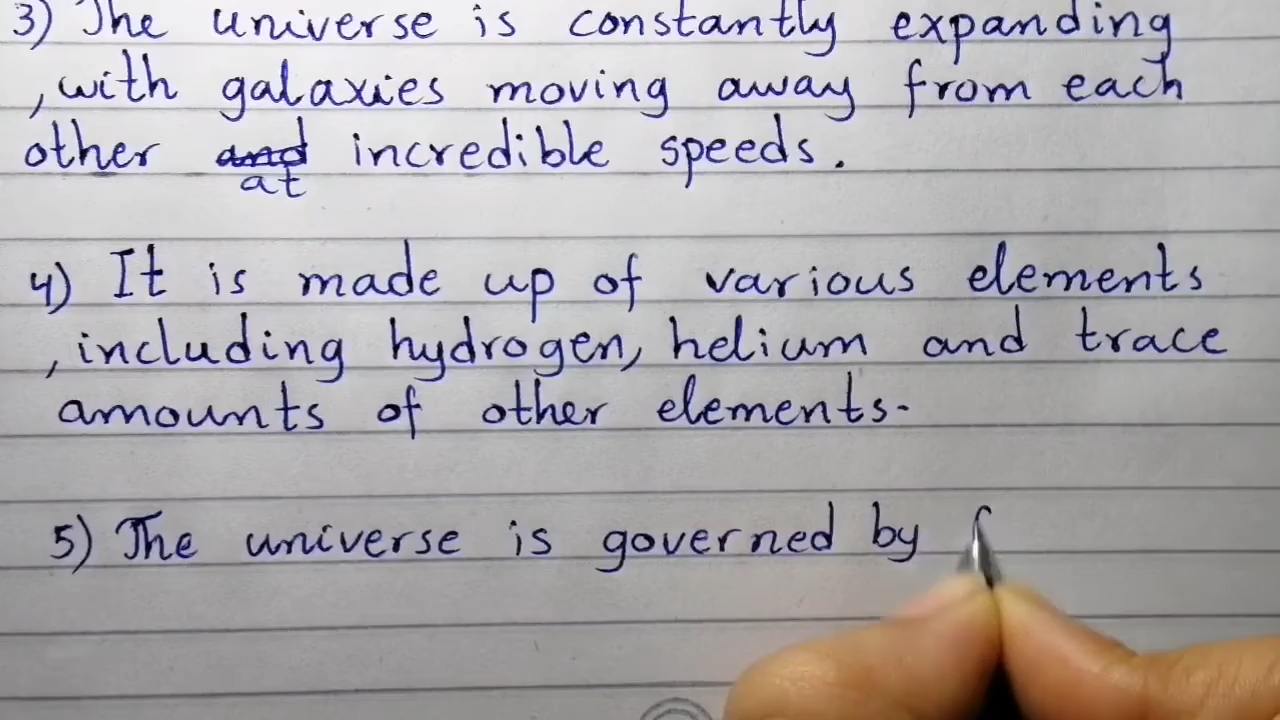 3) The universe is constantly expanding
, with galaxies moving away from each
other and incredible speeds.
at
4) It is made up of various elements
, including hydrogen, helium and trace
amounts of other elements.
5) The universe is governed by